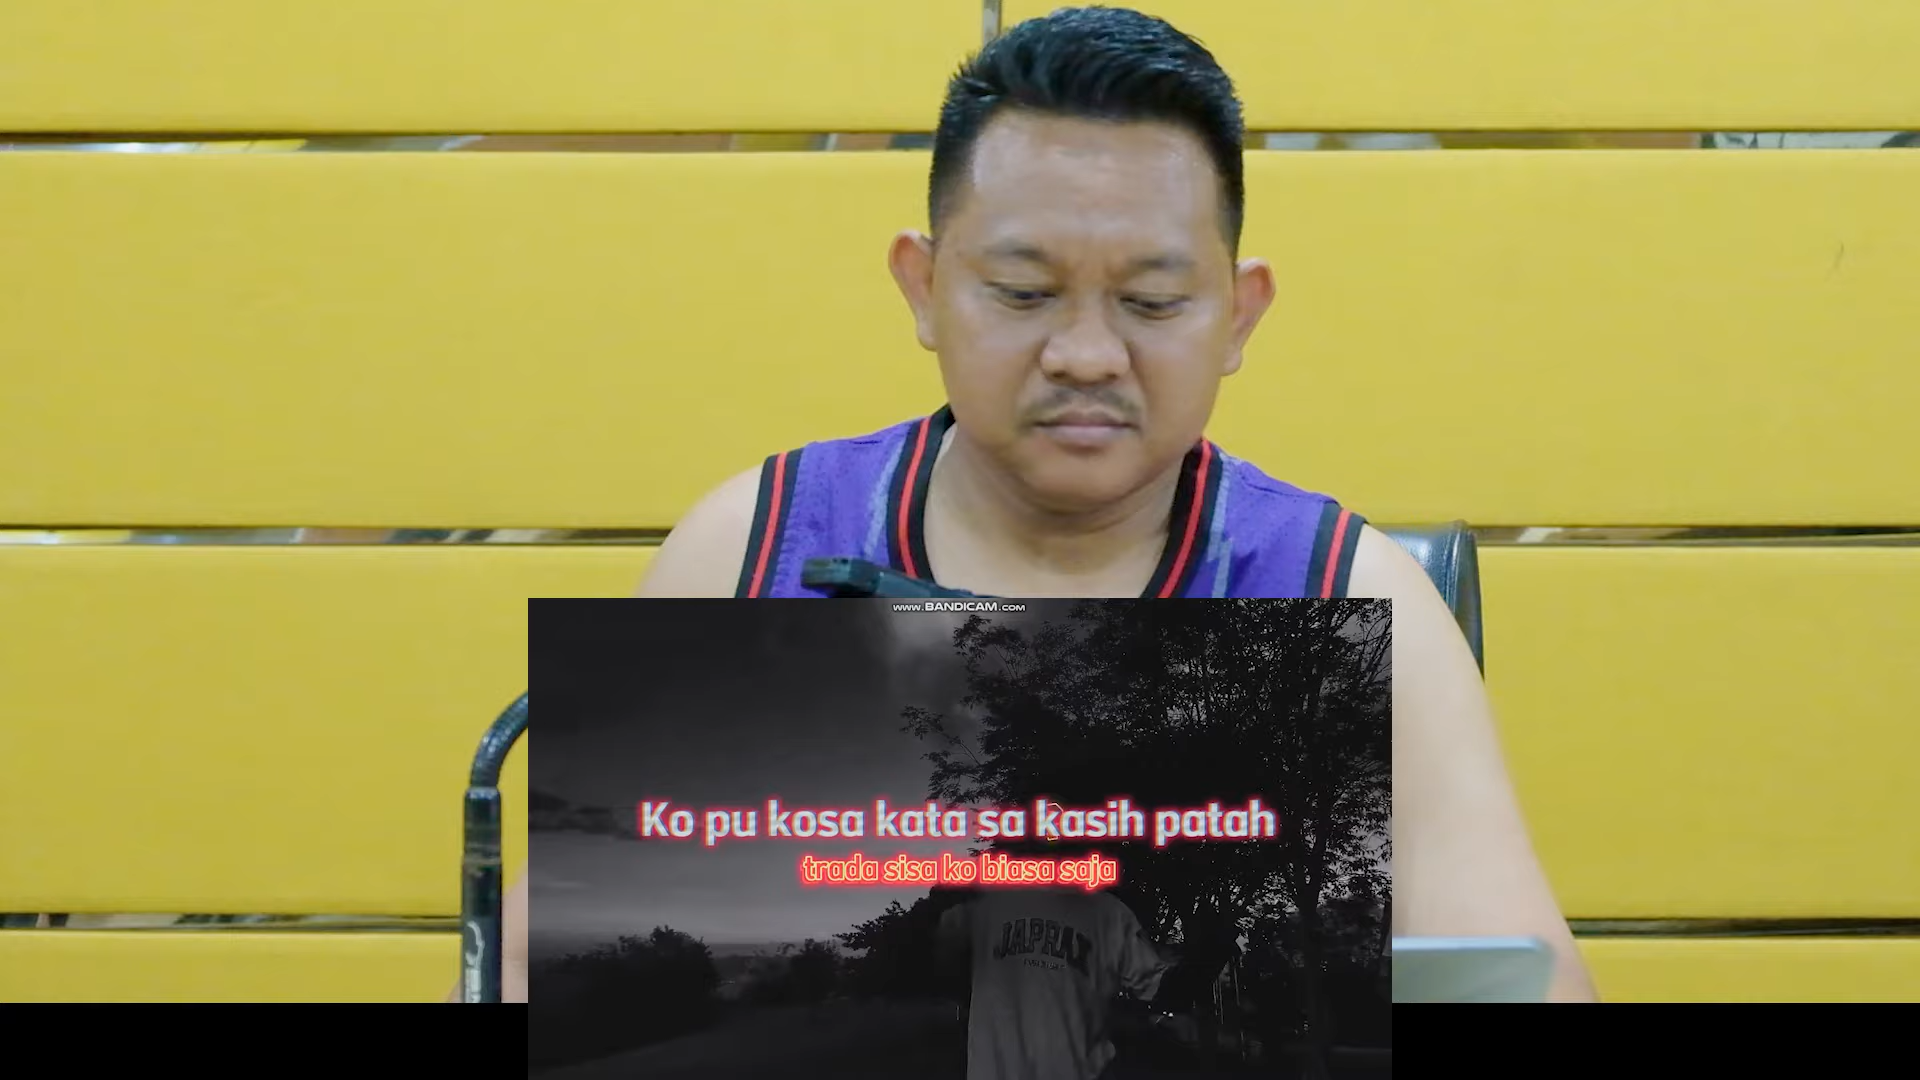 www.BANDICAM.com
Ko pu kosa kata sa kasih patah
trada sisa ko biasa saja
JAPRAX